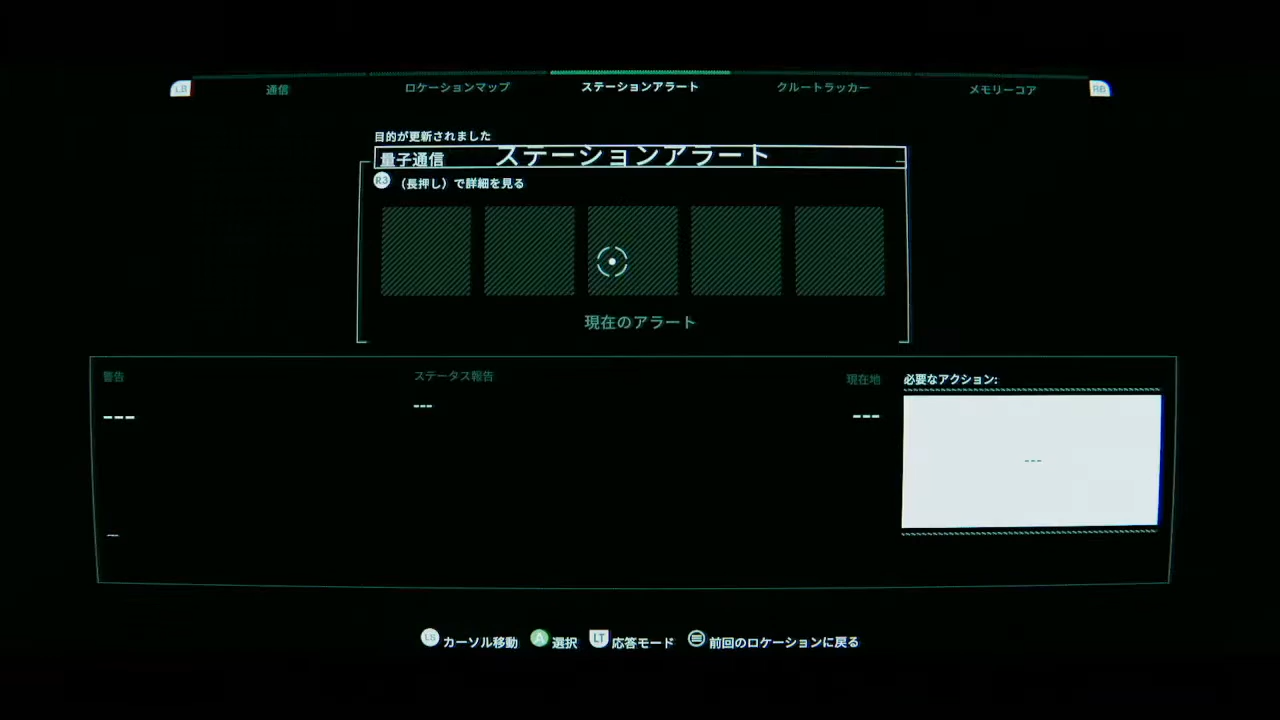 LB
通信
ロケーションマップ
ステーションアラート
クルートラッカー
メモリーコア
RB
目的が更新されました
量子通信
ステーションアラート
R3 (長押し) で詳細を見る
現在のアラート
警告
---
ステータス報告
---
現在地
---
必要なアクション:
---
LS カーソル移動 A 選択 LT 応答モード 前回のロケーションに戻る